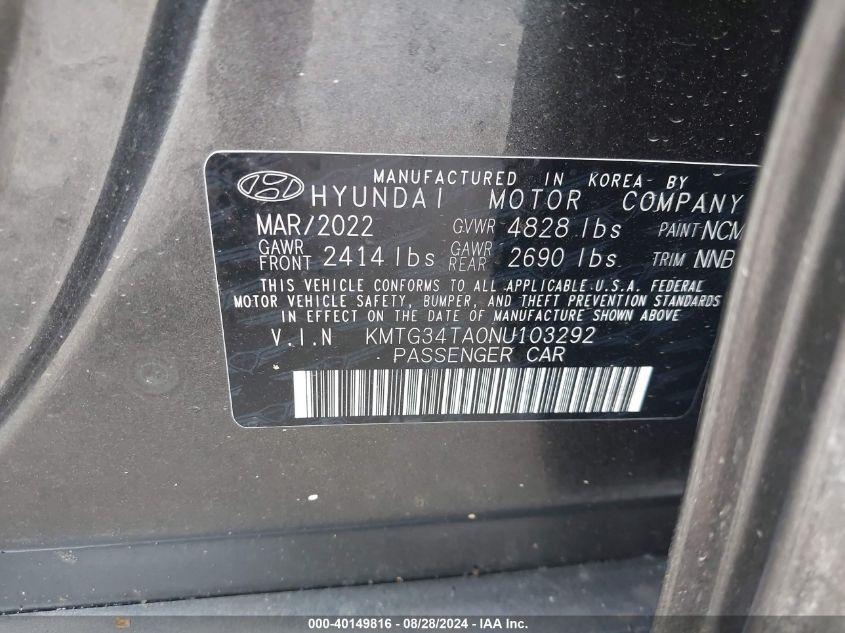 MANUFACTURED IN KOREA BY
HYUNDAI MOTOR COMPANY
MAR/2022 GVWR 4828 lbs PAINT NCM
GAWR FRONT 2414 lbs GAWR REAR 2690 lbs TRIM NNB
THIS VEHICLE CONFORMS TO ALL APPLICABLE U.S.A. FEDERAL
MOTOR VEHICLE SAFETY, BUMPER, AND THEFT PREVENTION STANDARDS
IN EFFECT ON THE DATE OF MANUFACTURE SHOWN ABOVE
V.I.N KMTG34TA0NU103292
PASSENGER CAR
000-40149816 - 08/28/2024 - IAA Inc.